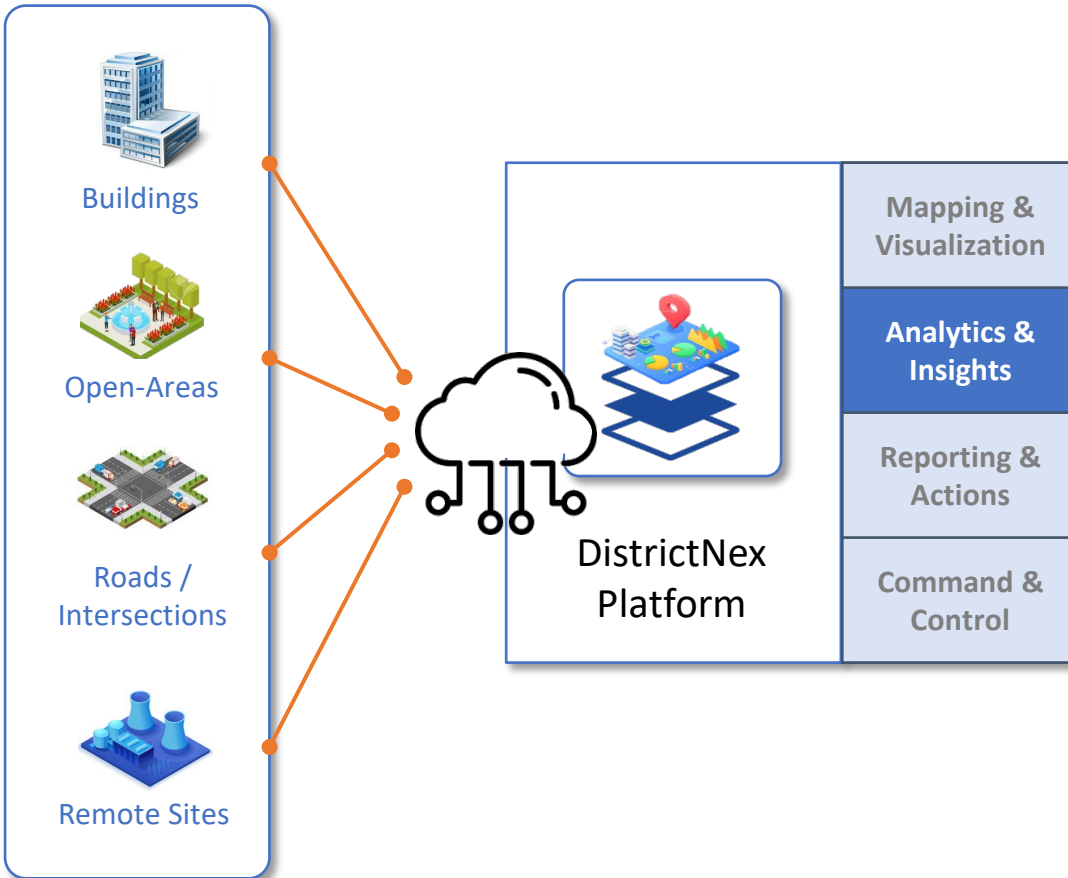 Buildings
Open-Areas
Roads /
Intersections
Remote Sites
DistrictNex
Platform
Mapping &
Visualization
Analytics &
Insights
Reporting &
Actions
Command &
Control